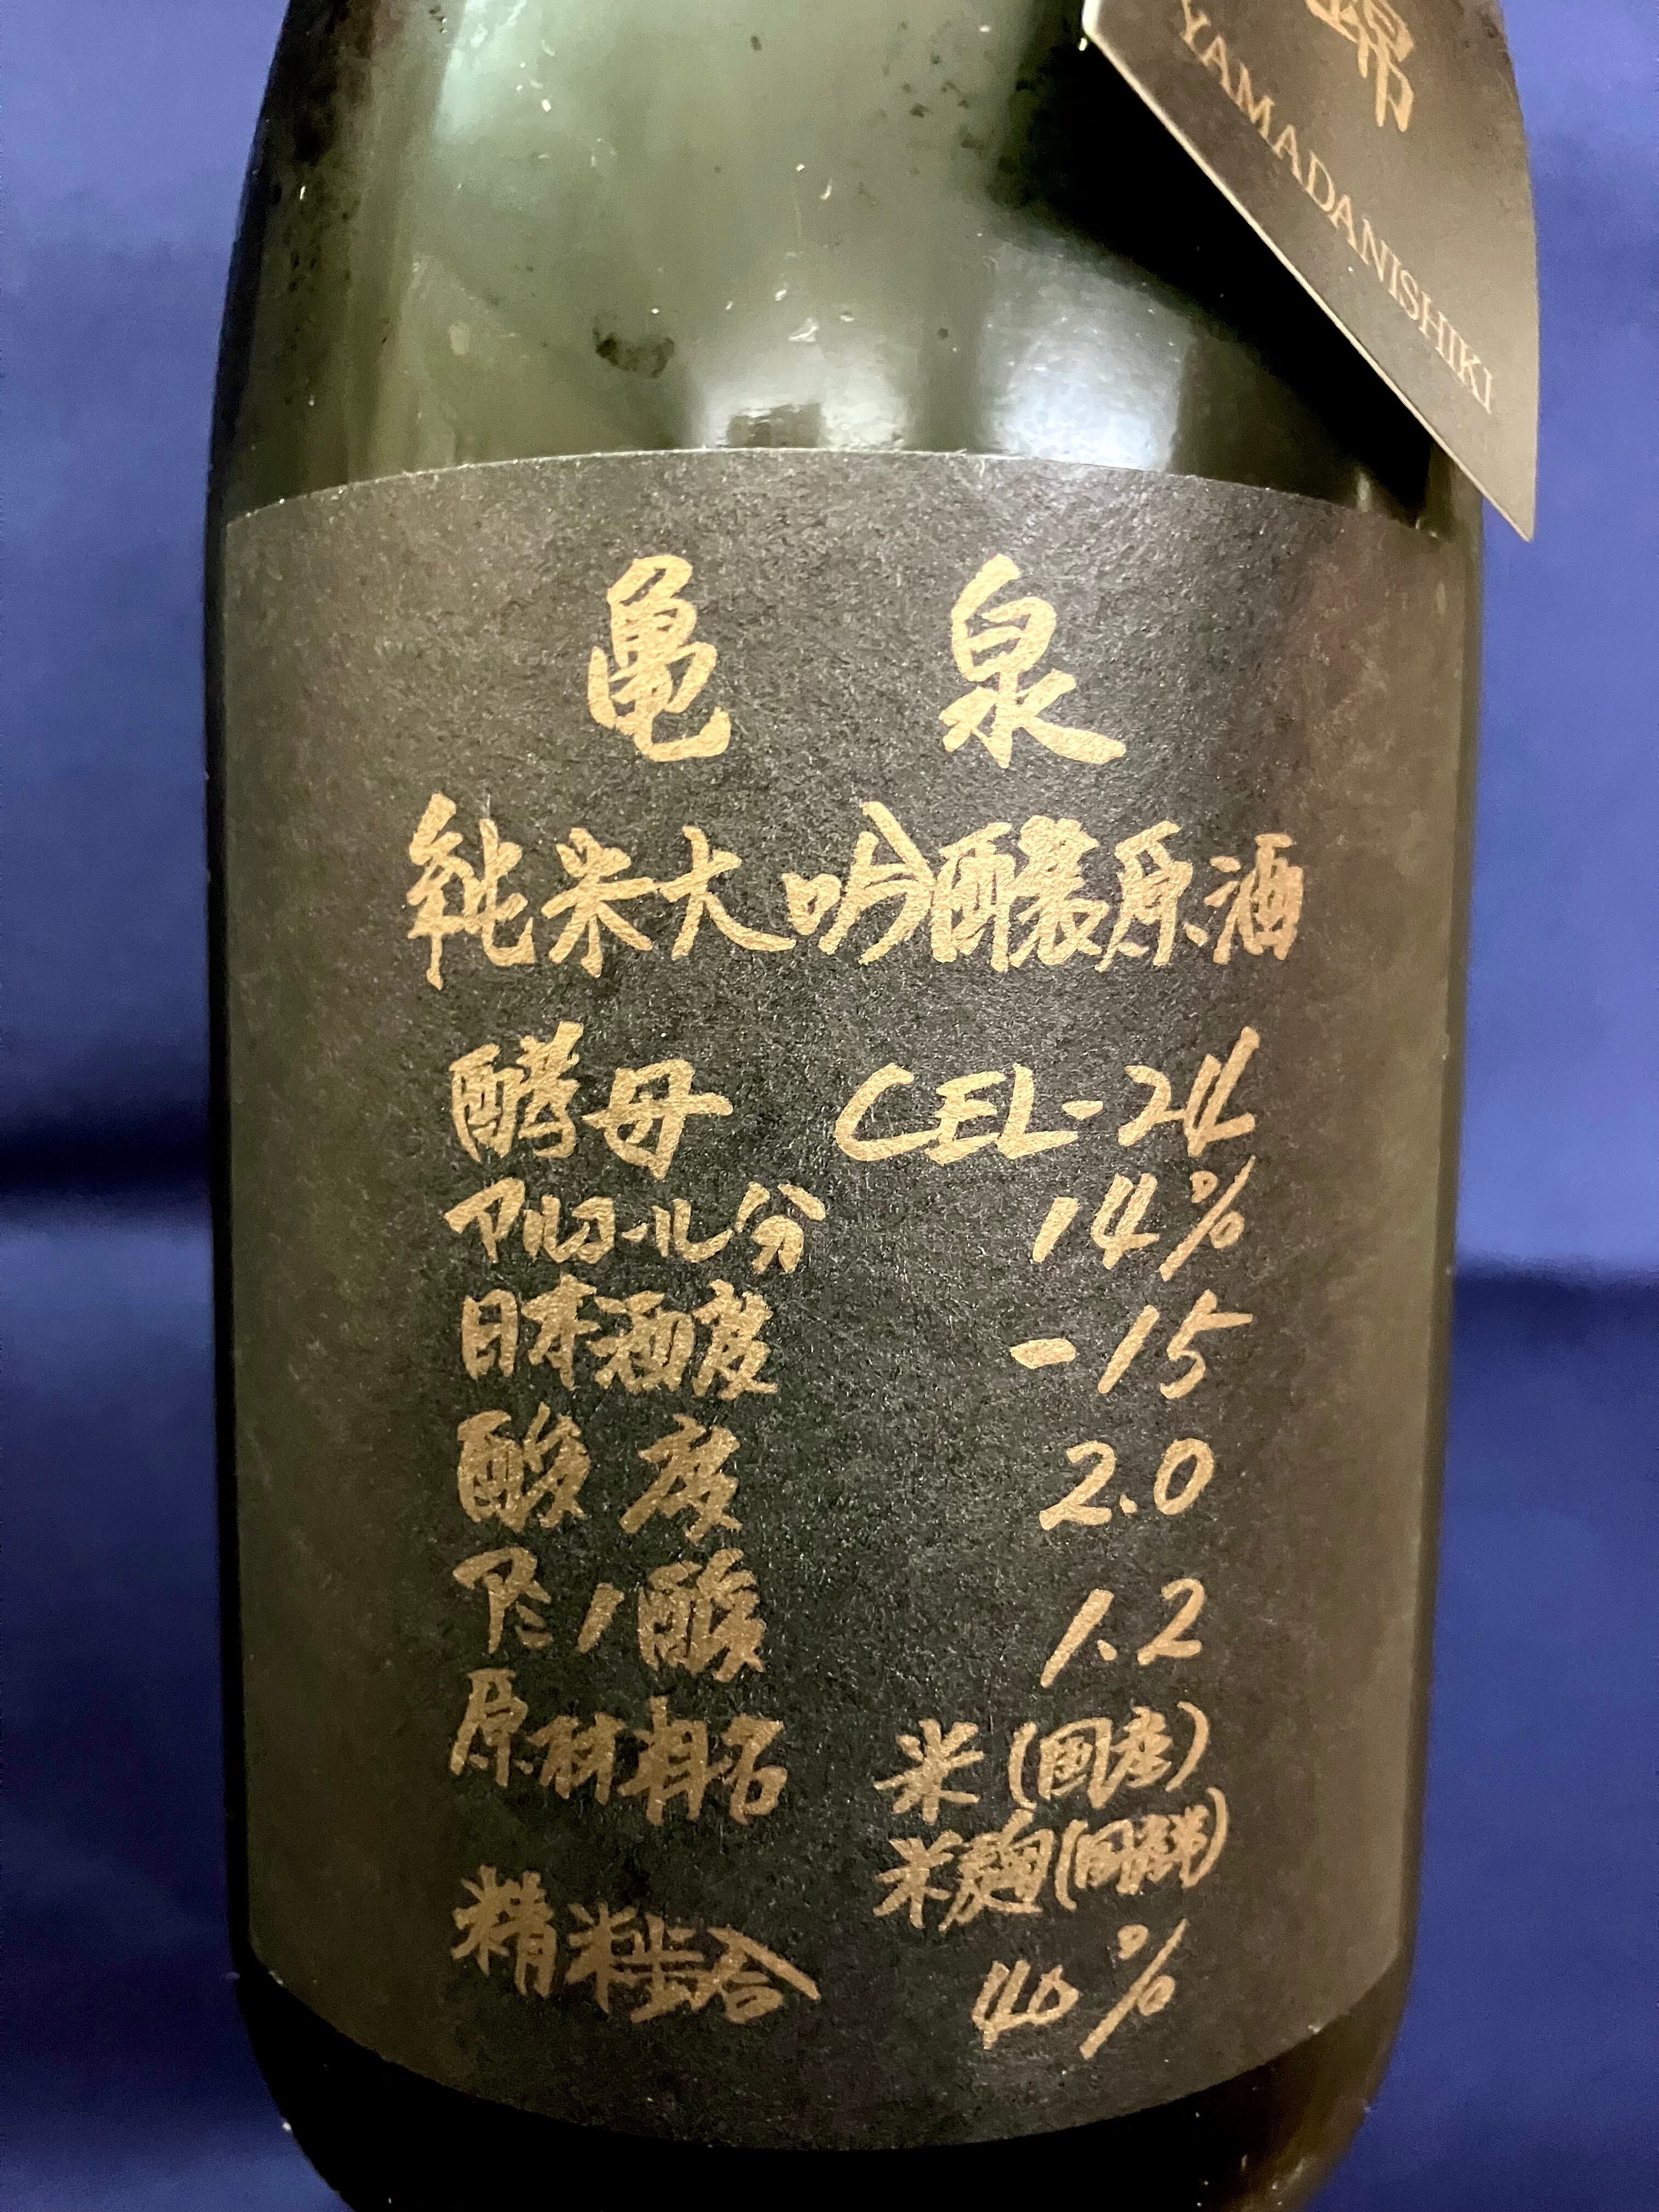 錦
YAMADANISHIKI
亀 泉
純米大吟醸原酒
酵母 CEL-24
アルコール分 14%
日本酒度 -15
酸度 2.0
アミノ酸 1.2
原材料名 米(国産)
米麹(国産)
精米歩合 40%